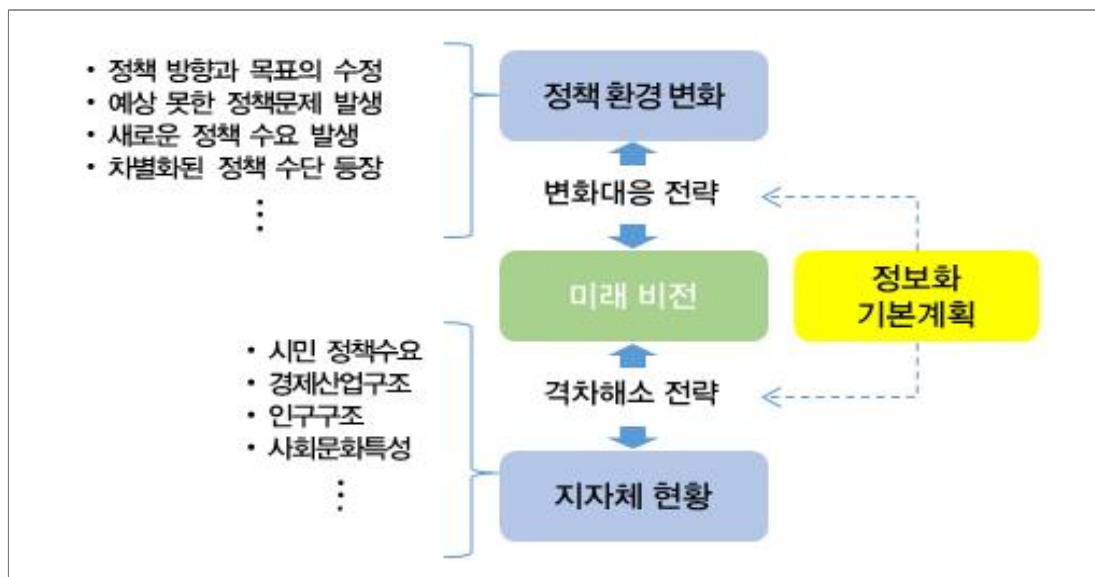 • 정책 방향과 목표의 수정
• 예상 못한 정책문제 발생
• 새로운 정책 수요 발생
• 차별화된 정책 수단 등장
⋮
정책 환경 변화
변화대응 전략
미래 비전
정보화
기본계획
• 시민 정책수요
• 경제산업구조
• 인구구조
• 사회문화특성
⋮
격차해소 전략
지자체 현황